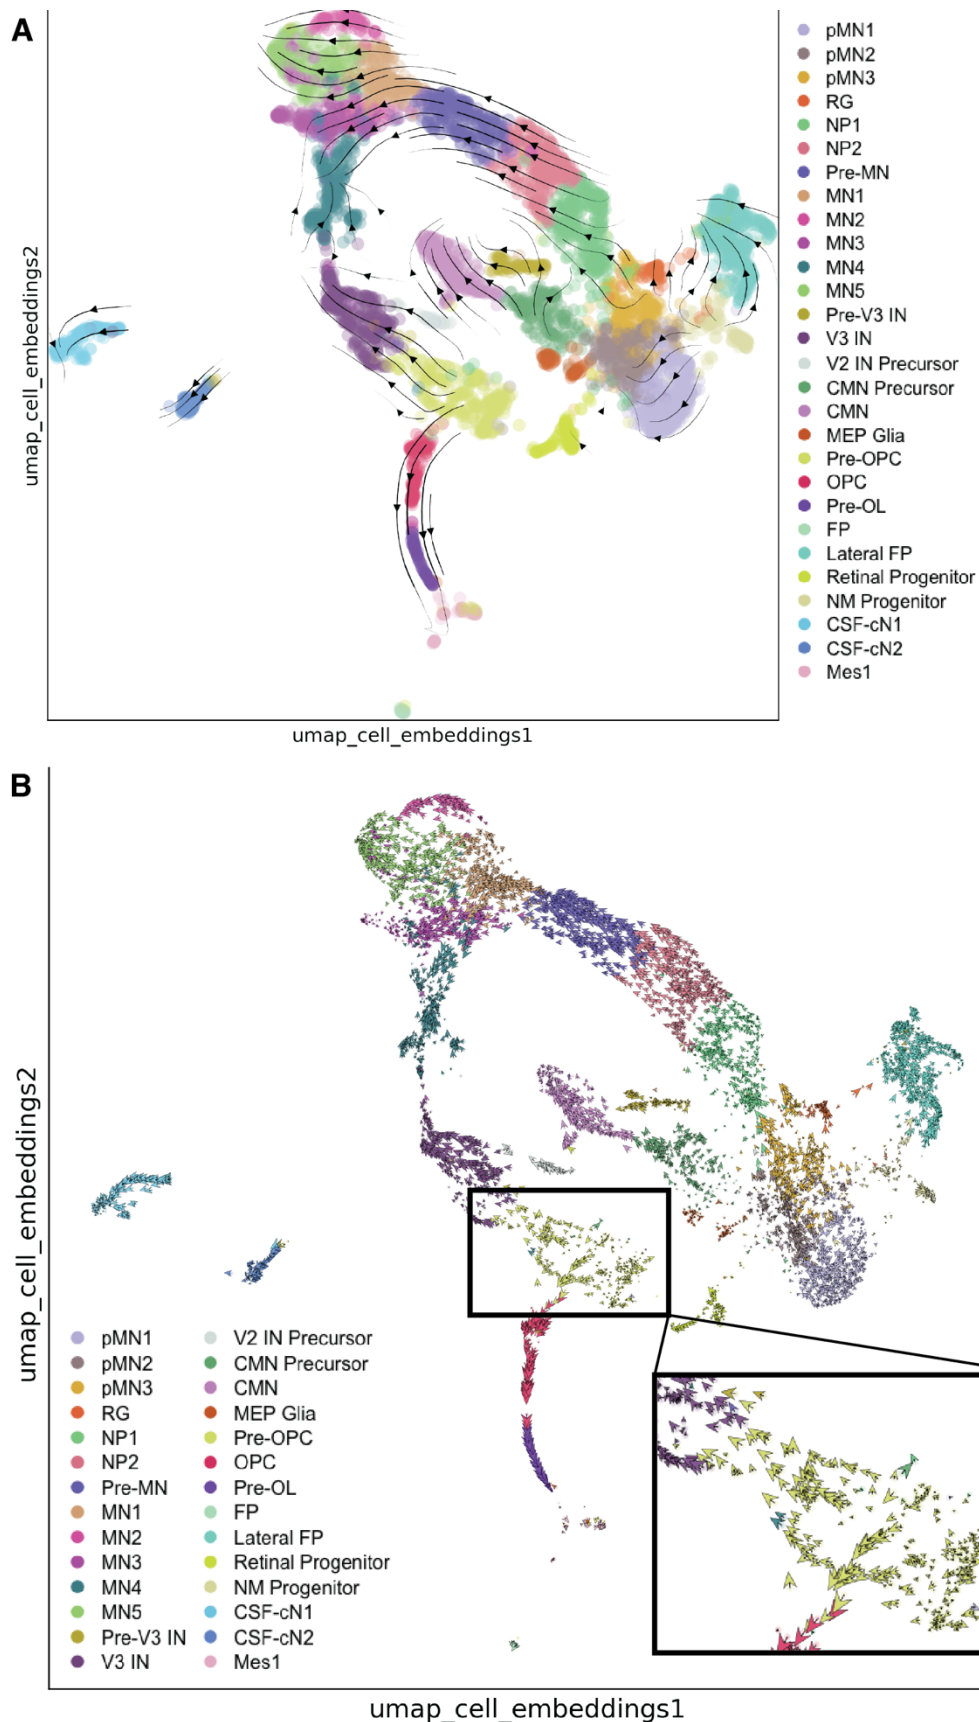 A
umap_cell_embeddings2
umap_cell_embeddings1
pMN1
pMN2
pMN3
RG
NP1
NP2
Pre-MN
MN1
MN2
MN3
MN4
MN5
Pre-V3 IN
V3 IN
V2 IN Precursor
CMN Precursor
CMN
MEP Glia
Pre-OPC
OPC
Pre-OL
FP
Lateral FP
Retinal Progenitor
NM Progenitor
CSF-cN1
CSF-cN2
Mes1
B
umap_cell_embeddings2
pMN1
pMN2
pMN3
RG
NP1
NP2
Pre-MN
MN1
MN2
MN3
MN4
MN5
Pre-V3 IN
V3 IN
V2 IN Precursor
CMN Precursor
CMN
MEP Glia
Pre-OPC
OPC
Pre-OL
FP
Lateral FP
Retinal Progenitor
NM Progenitor
CSF-cN1
CSF-cN2
Mes1
umap_cell_embeddings1